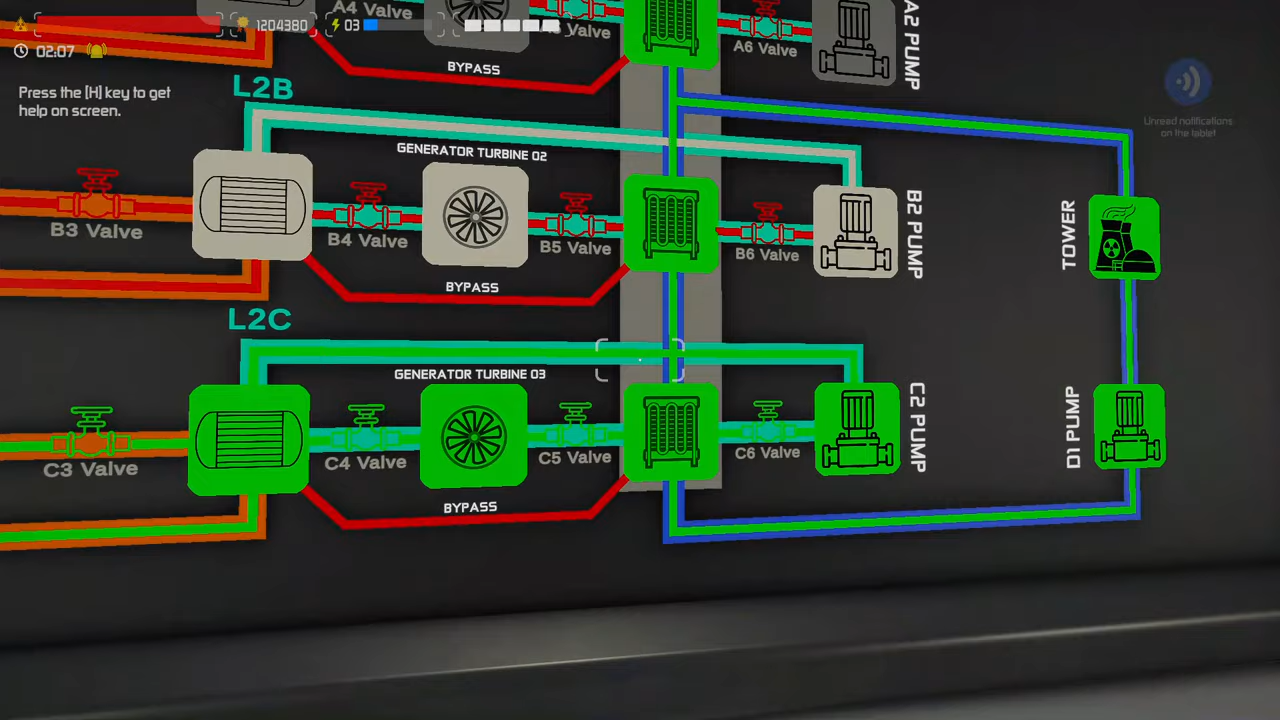 A4 Valve
Valve
1204380
03
02:07
A6 Valve
A2 PUMP
BYPASS
Press the [H] key to get
help on screen.
L2B
Unread notifications
on the tablet
GENERATOR TURBINE 02
B3 Valve
B4 Valve
B5 Valve
B6 Valve
B2 PUMP
TOWER
BYPASS
L2C
GENERATOR TURBINE 03
C3 Valve
C4 Valve
C5 Valve
C6 Valve
C2 PUMP
D1 PUMP
BYPASS